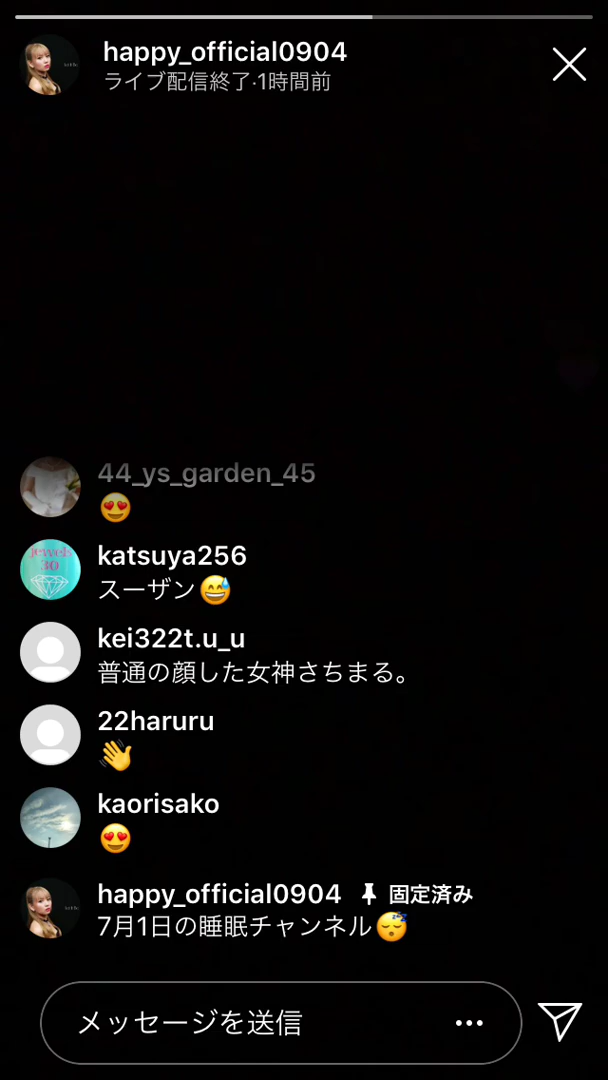 happy_official0904
ライブ配信終了·1時間前
44_ys_garden_45
😍
katsuya256
スーザン😅
kei322t.u_u
普通の顔した女神さちまる。
22haruru
👋
kaorisako
😍
happy_official0904 固定済み
7月1日の睡眠チャンネル😴
メッセージを送信
jewels
30